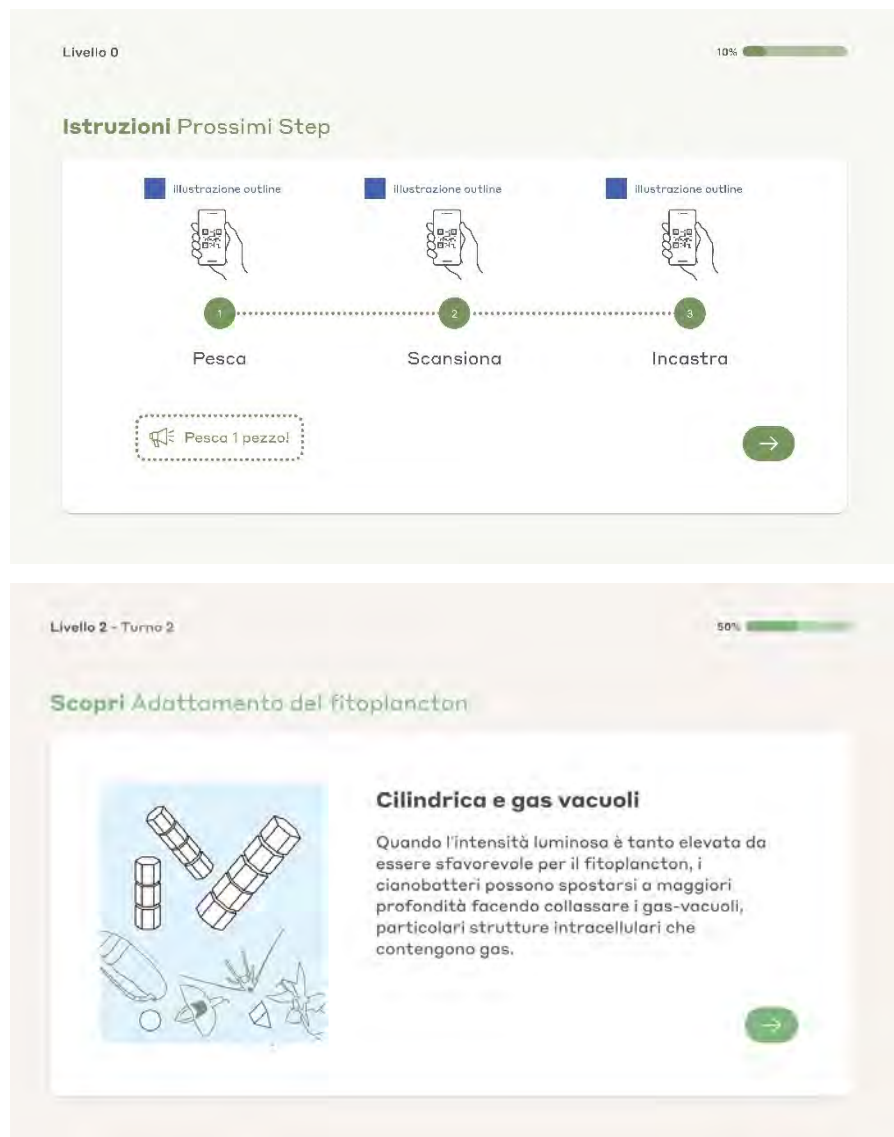 Livello 0
10%
Istruzioni Prossimi Step
illustrazione outline
illustrazione outline
illustrazione outline
1
2
3
Pesca
Scansiona
Incastra
Pesca 1 pezzo!
Livello 2 - Turno 2
50%
Scopri Adattamento del fitoplancton
Cilindrica e gas vacuoli
Quando l'intensità luminosa è tanto elevata da
essere sfavorevole per il fitoplancton, i
cianobatteri possono spostarsi a maggiori
profondità facendo collassare i gas-vacuoli,
particolari strutture intracellulari che
contengono gas.